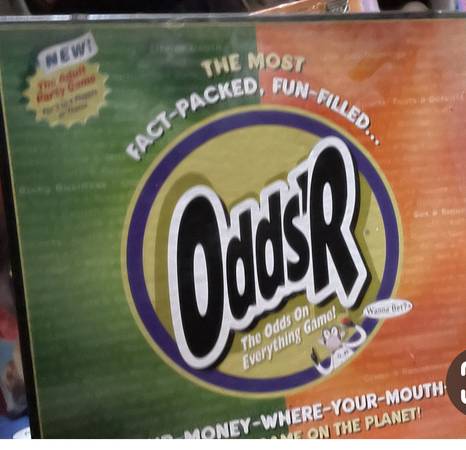 NEW!
The Adult
Party Game
THE MOST
FACT-PACKED, FUN-FILLED...
Odds'R
The Odds On
Everything Game!
Wanna Bet?
-MONEY-WHERE-YOUR-MOUTH-
ON THE PLANET!